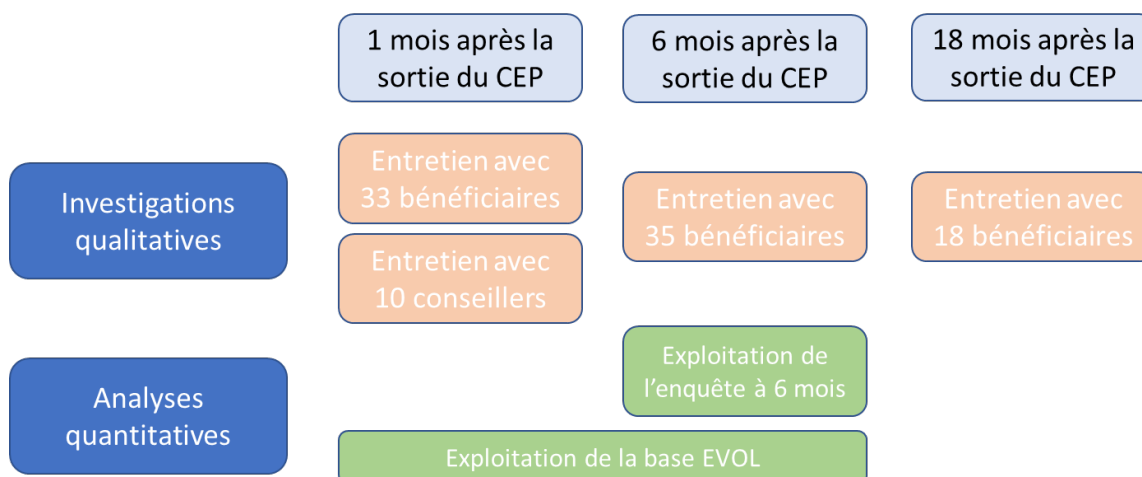 1 mois après la
sortie du CEP
6 mois après la
sortie du CEP
18 mois après la
sortie du CEP
Investigations
qualitatives
Entretien avec
33 bénéficiaires
Entretien avec
10 conseillers
Entretien avec
35 bénéficiaires
Entretien avec
18 bénéficiaires
Analyses
quantitatives
Exploitation de
l'enquête à 6 mois
Exploitation de la base EVOL